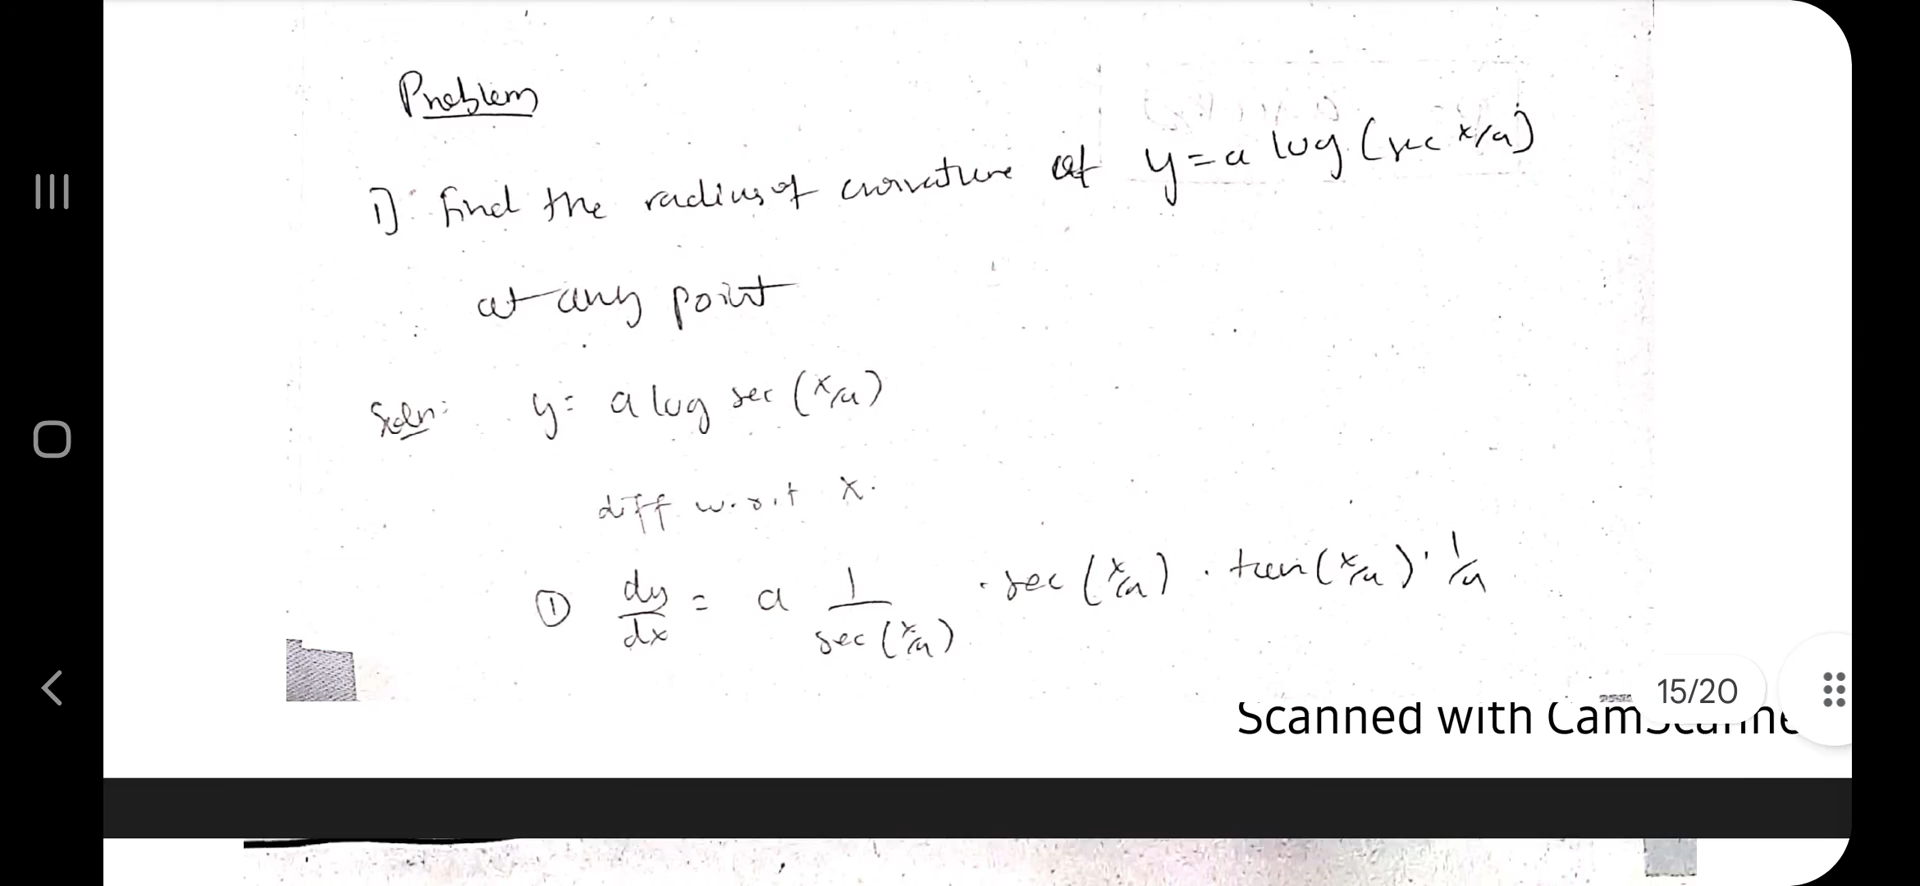 Problem
1) Find the radius of curvature at y = a log (sec x/a)
at any point
Soln: y = a log sec (x/a)
diff w.r.t x.
① dy/dx = a 1/sec (x/a) . sec (x/a) . tan (x/a) . 1/a
15/20
Scanned with